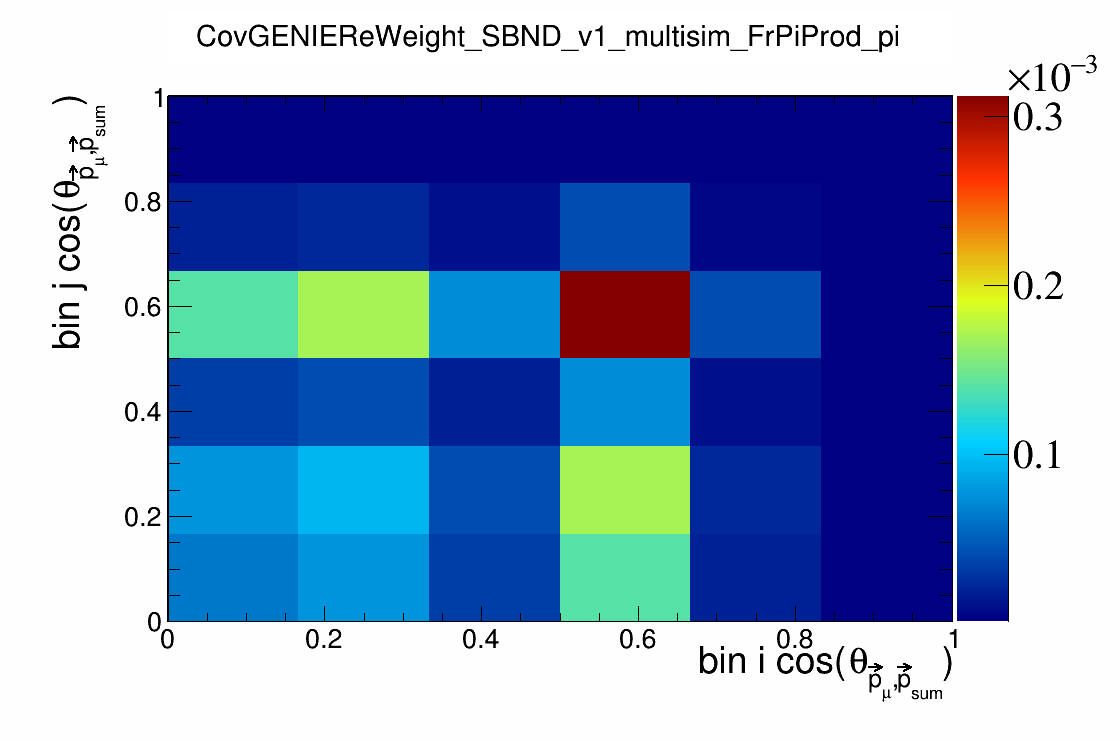 CovGENIEReWeight_SBND_v1_multisim_FrPiProd_pi
×10⁻³
bin j cos(θ p⃗μ,p⃗sum)
1
0.8
0.6
0.4
0.2
0
0 0.2 0.4 0.6 0.8 1
bin i cos(θ p⃗μ,p⃗sum)
0.3
0.2
0.1